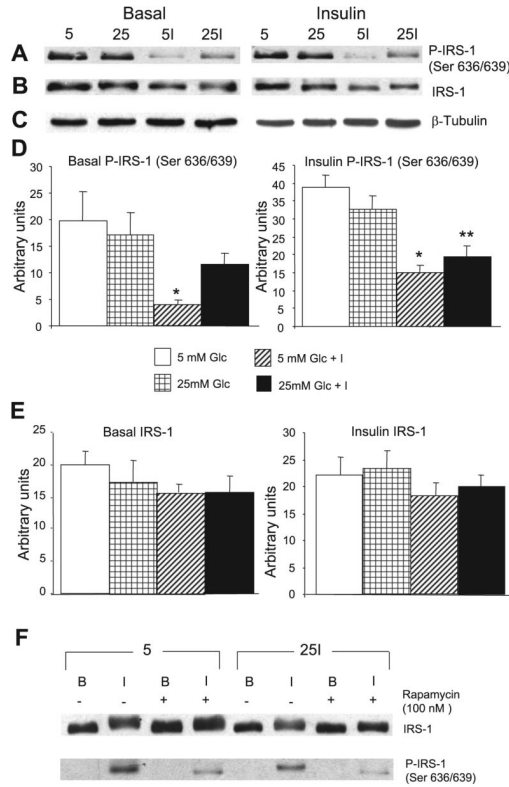 Basal Insulin
5 25 5I 25I 5 25 5I 25I
A P-IRS-1
(Ser 636/639)
B IRS-1
C β-Tubulin
D
Basal P-IRS-1 (Ser 636/639) Insulin P-IRS-1 (Ser 636/639)
Arbitrary units
30
25
20
15
10
5
0
*
Arbitrary units
45
40
35
30
25
20
15
10
5
0
* **
5 mM Glc 5 mM Glc + I
25mM Glc 25mM Glc + I
E
Basal IRS-1 Insulin IRS-1
Arbitrary units
25
20
15
10
5
0
Arbitrary units
30
25
20
15
10
5
0
F
5 25I
B I B I B I B I
- - + + - - + + Rapamycin
(100 nM )
IRS-1
P-IRS-1
(Ser 636/639)